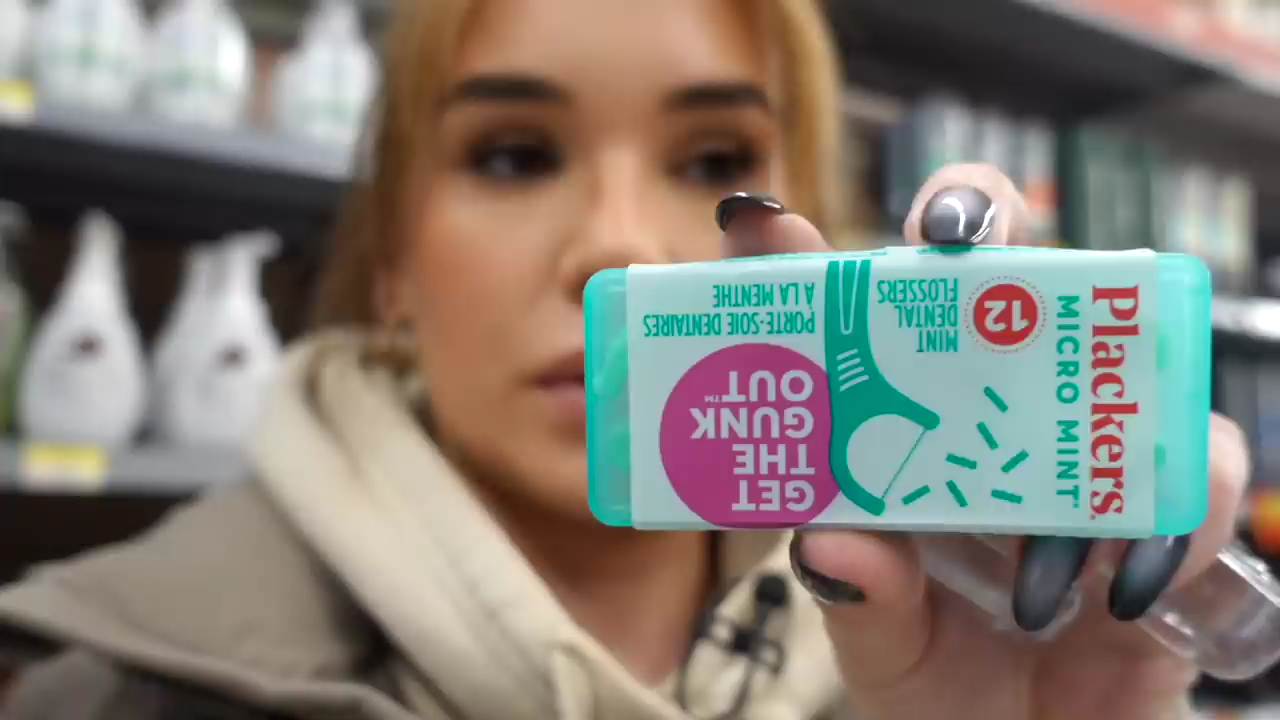 Plackers.
MICRO MINT
12
MINT
DENTAL
FLOSSERS
PORTE-SOIE DENTAIRES
À LA MENTHE
GET
THE
GUNK
OUT™